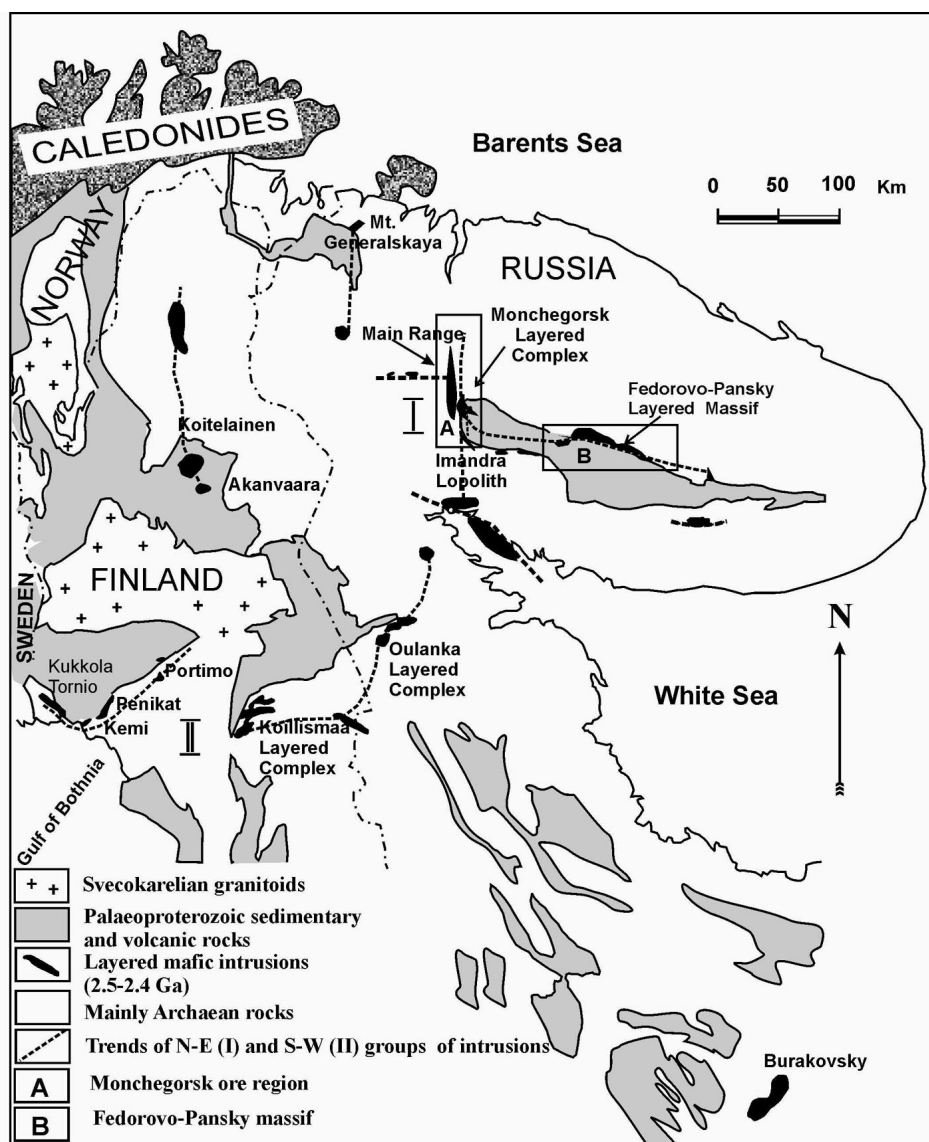 CALEDONIDES
Barents Sea
0 50 100 Km
NORWAY
Mt.
Generalskaya
RUSSIA
Main Range
Monchegorsk
Layered
Complex
Fedorovo-Pansky
Layered Massif
I
A
B
Imandra
Lopolith
Koitelainen
Akanvaara
FINLAND
SWEDEN
N
Kukkola
Tornio
Portimo
Penikat
Kemi
II
Oulanka
Layered
Complex
Koillismaa
Layered
Complex
White Sea
Gulf of Bothnia
Svecokarelian granitoids
Palaeoproterozoic sedimentary
and volcanic rocks
Layered mafic intrusions
(2.5-2.4 Ga)
Mainly Archaean rocks
Trends of N-E (I) and S-W (II) groups of intrusions
A Monchegorsk ore region
B Fedorovo-Pansky massif
Burakovsky